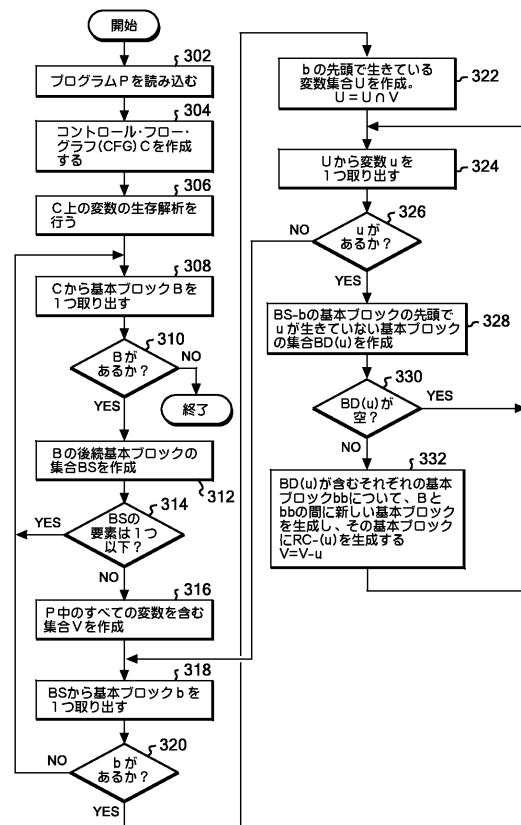 開始
302
プログラムPを読み込む
304
コントロール・フロー・
グラフ(CFG)Cを作成
する
306
C上の変数の生存解析を
行う
308
Cから基本ブロックBを
1つ取出す
310
Bが
あるか？
NO
YES
終了
Bの後続基本ブロックの
集合BSを作成
312
314
BSの
要素は1つ
以下？
YES
NO
316
P中のすべての変数を含む
集合Vを作成
318
BSから基本ブロックbを
1つ取出す
320
bが
あるか？
NO
YES
bの先頭で生きている
変数集合Uを作成。
U=U∩V
322
Uから変数uを
1つ取出す
324
326
uが
あるか？
NO
YES
BS-bの基本ブロックの先頭で
uが生きていない基本ブロック
の集合BD(u)を作成
328
330
BD(u)が
空？
YES
NO
332
BD(u)が含むそれぞれの基本
ブロックbbについて、Bと
bbの間に新しい基本ブロック
を生成し、その基本ブロック
にRC-(u)を生成する
V=V-u